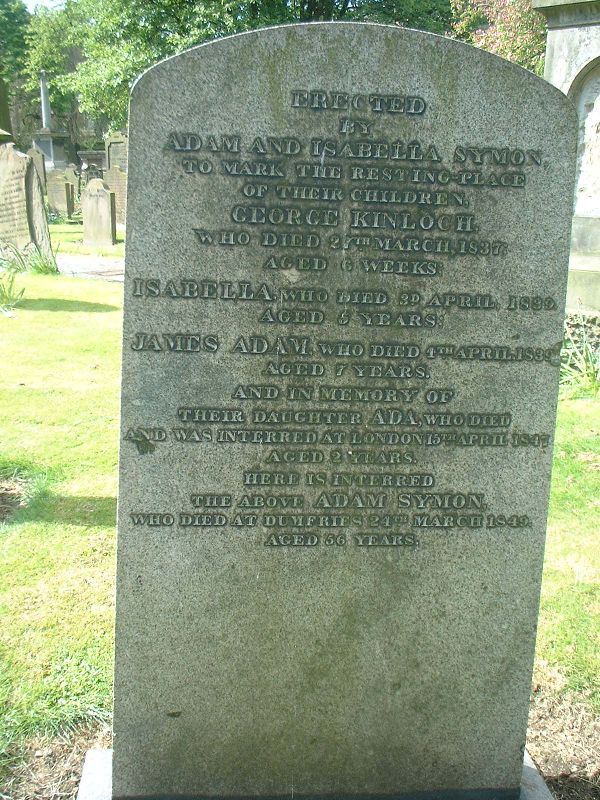 ERECTED
BY
ADAM AND ISABELLA SYMON,
TO MARK THE RESTING-PLACE
OF THEIR CHILDREN,
GEORGE KINLOCH,
WHO DIED 27TH MARCH, 1837,
AGED 6 WEEKS;
ISABELLA, WHO DIED 3D APRIL, 1839,
AGED 5 YEARS;
JAMES ADAM WHO DIED 4TH APRIL, 1839,
AGED 7 YEARS.
AND IN MEMORY OF
THEIR DAUGHTER ADA, WHO DIED
AND WAS INTERRED AT LONDON 15TH APRIL 1847
AGED 2 YEARS.
HERE IS INTERRED
THE ABOVE ADAM SYMON,
WHO DIED AT DUMFRIES 24TH MARCH 1849.
AGED 56 YEARS.